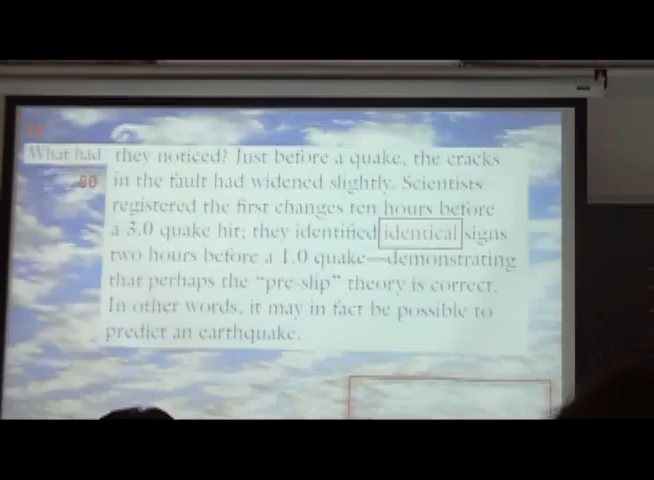 What had they noticed? Just before a quake, the cracks
80 in the fault had widened slightly. Scientists
registered the first changes ten hours before
a 3.0 quake hit; they identified identical signs
two hours before a 1.0 quake—demonstrating
that perhaps the “pre-slip” theory is correct.
In other words, it may in fact be possible to
predict an earthquake.